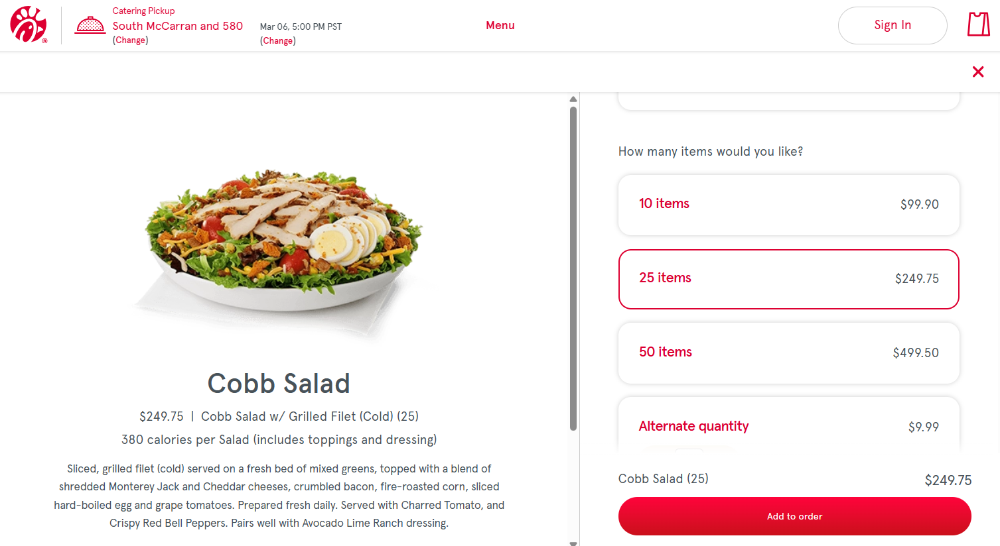 Catering Pickup
South McCarran and 580
(Change)
Mar 06, 5:00 PM PST
(Change)
Menu
Sign In
®
How many items would you like?
10 items $99.90
25 items $249.75
50 items $499.50
Alternate quantity $9.99
Cobb Salad (25) $249.75
Add to order
Cobb Salad
$249.75 | Cobb Salad w/ Grilled Filet (Cold) (25)
380 calories per Salad (includes toppings and dressing)
Sliced, grilled filet (cold) served on a fresh bed of mixed greens, topped with a blend of
shredded Monterey Jack and Cheddar cheeses, crumbled bacon, fire-roasted corn, sliced
hard-boiled egg and grape tomatoes. Prepared fresh daily. Served with Charred Tomato, and
Crispy Red Bell Peppers. Pairs well with Avocado Lime Ranch dressing.